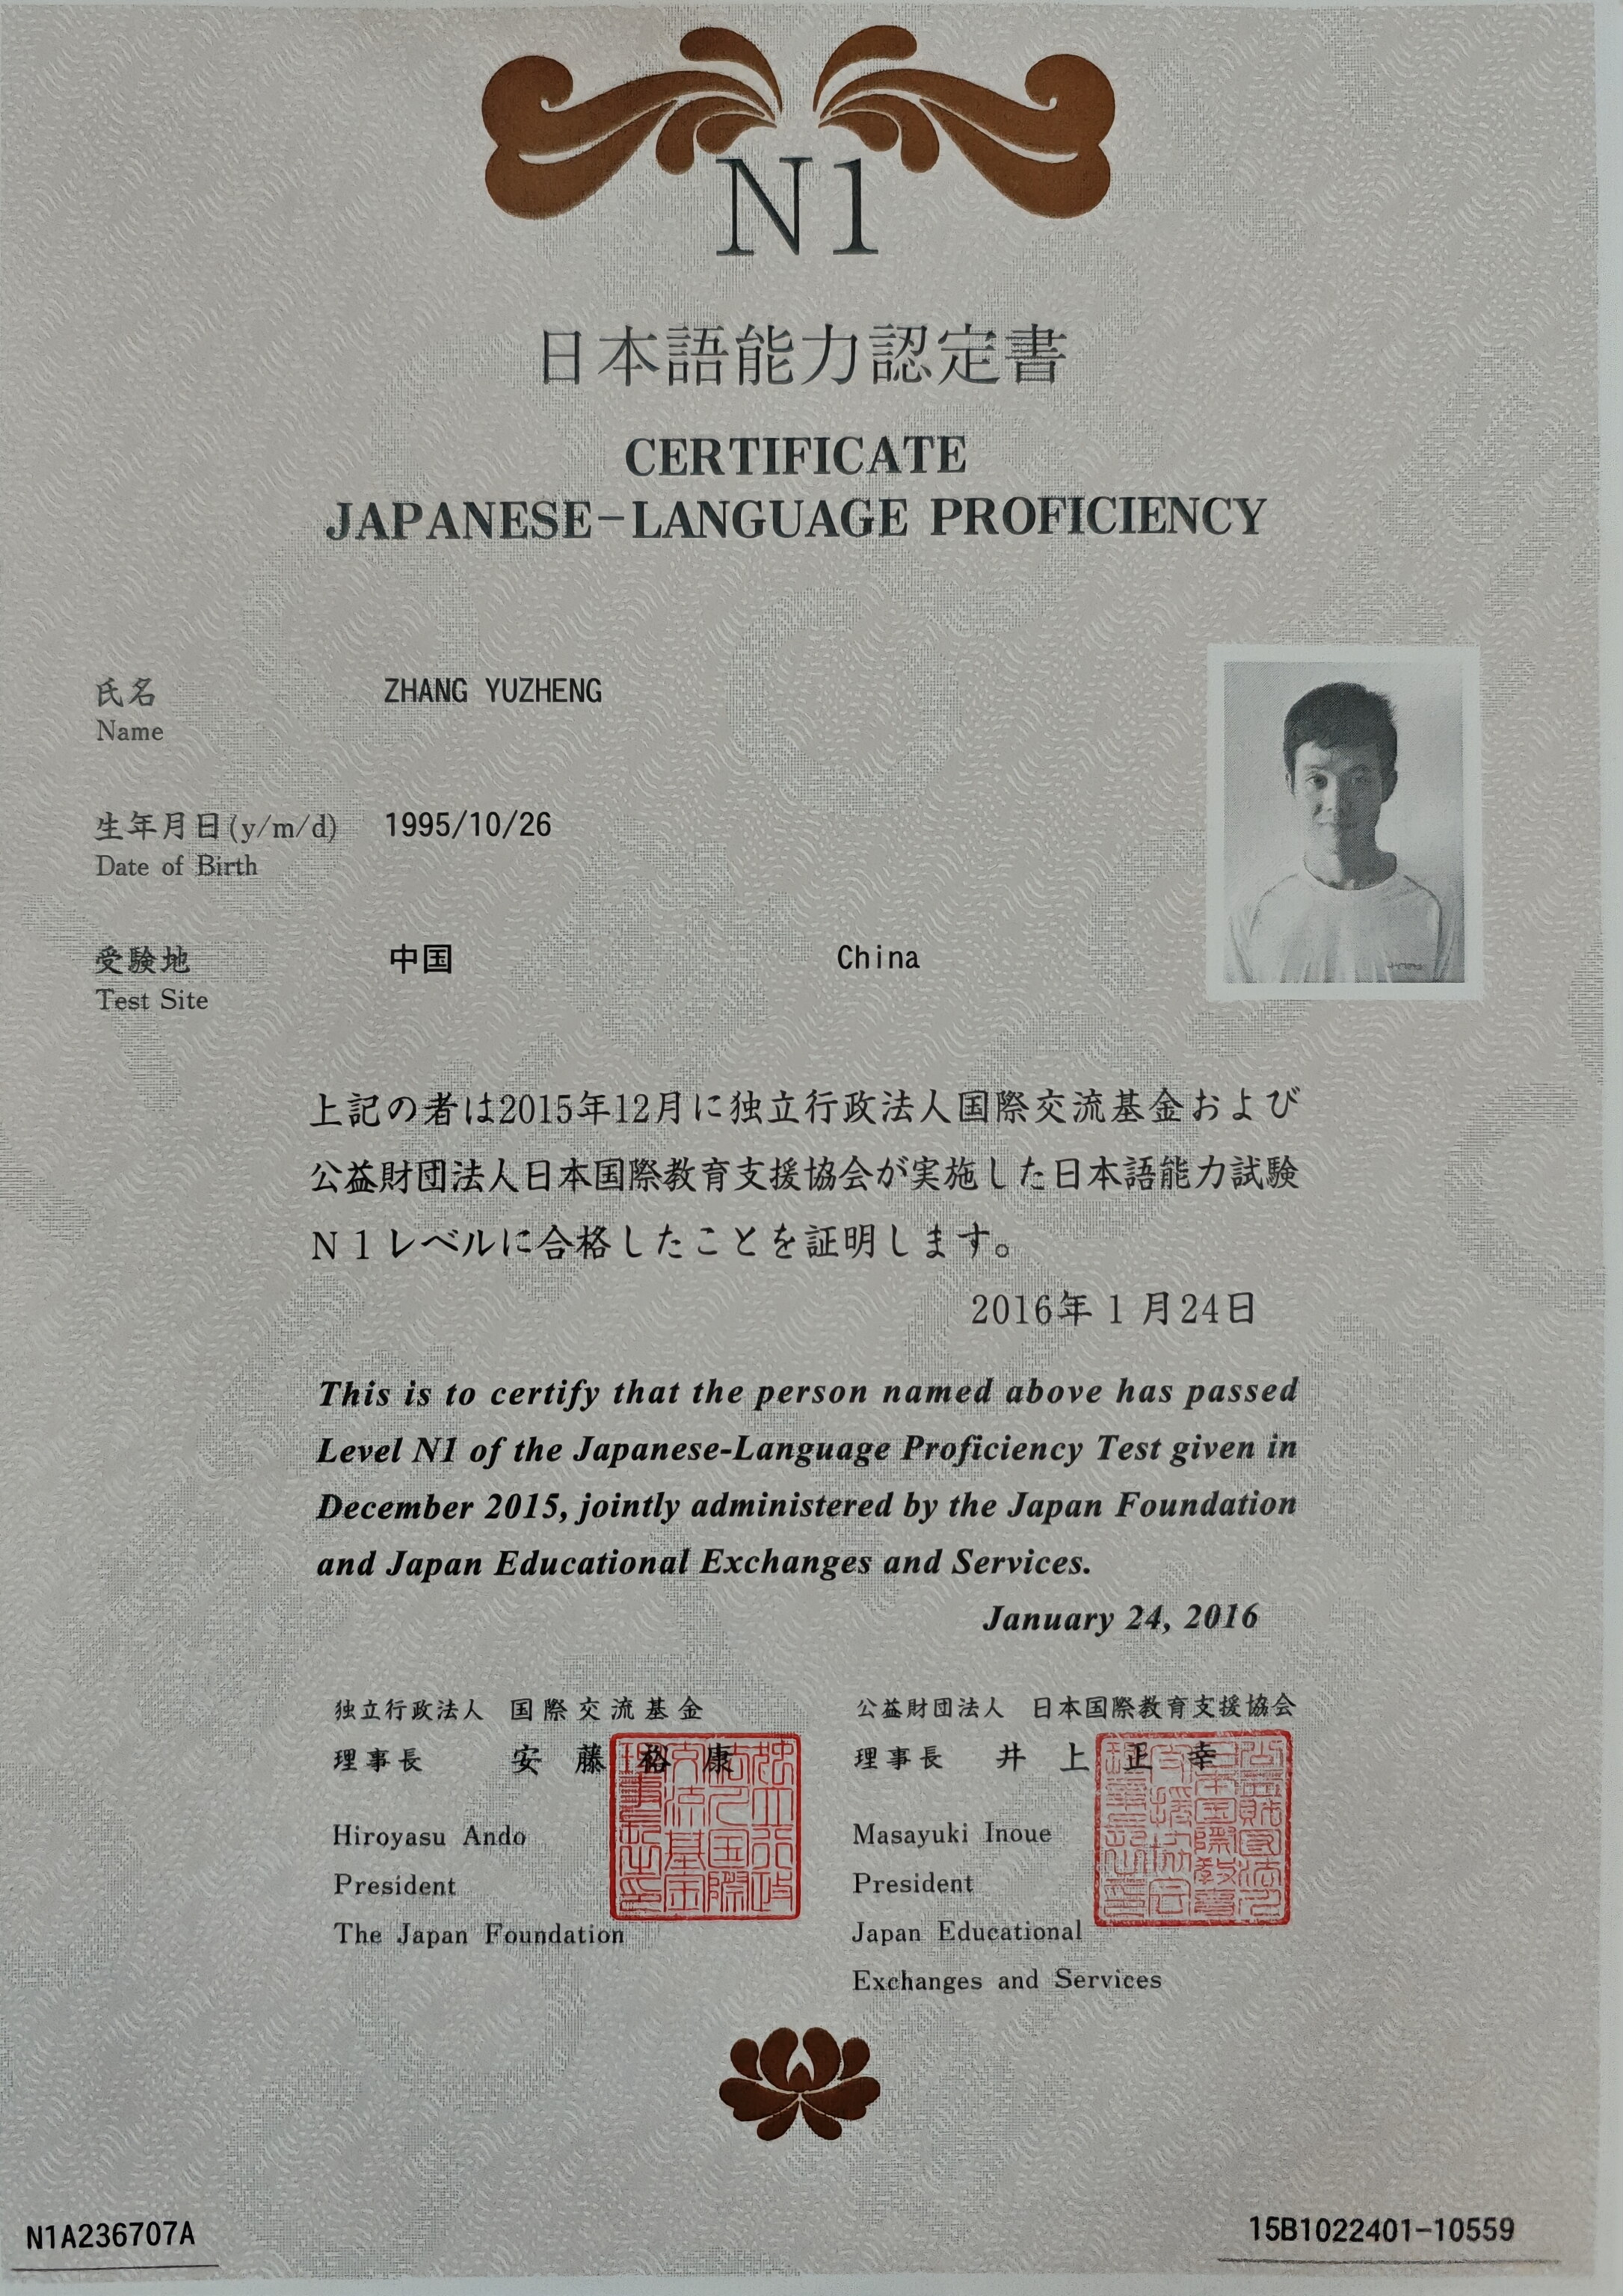 N1
日本語能力認定書
CERTIFICATE
JAPANESE-LANGUAGE PROFICIENCY
氏名 ZHANG YUZHENG
Name
生年月日(y/m/d) 1995/10/26
Date of Birth
受験地 中国 China
Test Site
上記の者は2015年12月に独立行政法人国際交流基金および
公益財団法人日本国際教育支援協会が実施した日本語能力試験
N1レベルに合格したことを証明します。
2016年1月24日
This is to certify that the person named above has passed
Level N1 of the Japanese-Language Proficiency Test given in
December 2015, jointly administered by the Japan Foundation
and Japan Educational Exchanges and Services.
January 24, 2016
独立行政法人 国際交流基金
理事長 安藤裕康
Hiroyasu Ando
President
The Japan Foundation
公益財団法人 日本国際教育支援協会
理事長 井上正幸
Masayuki Inoue
President
Japan Educational
Exchanges and Services
N1A236707A
15B1022401-10559